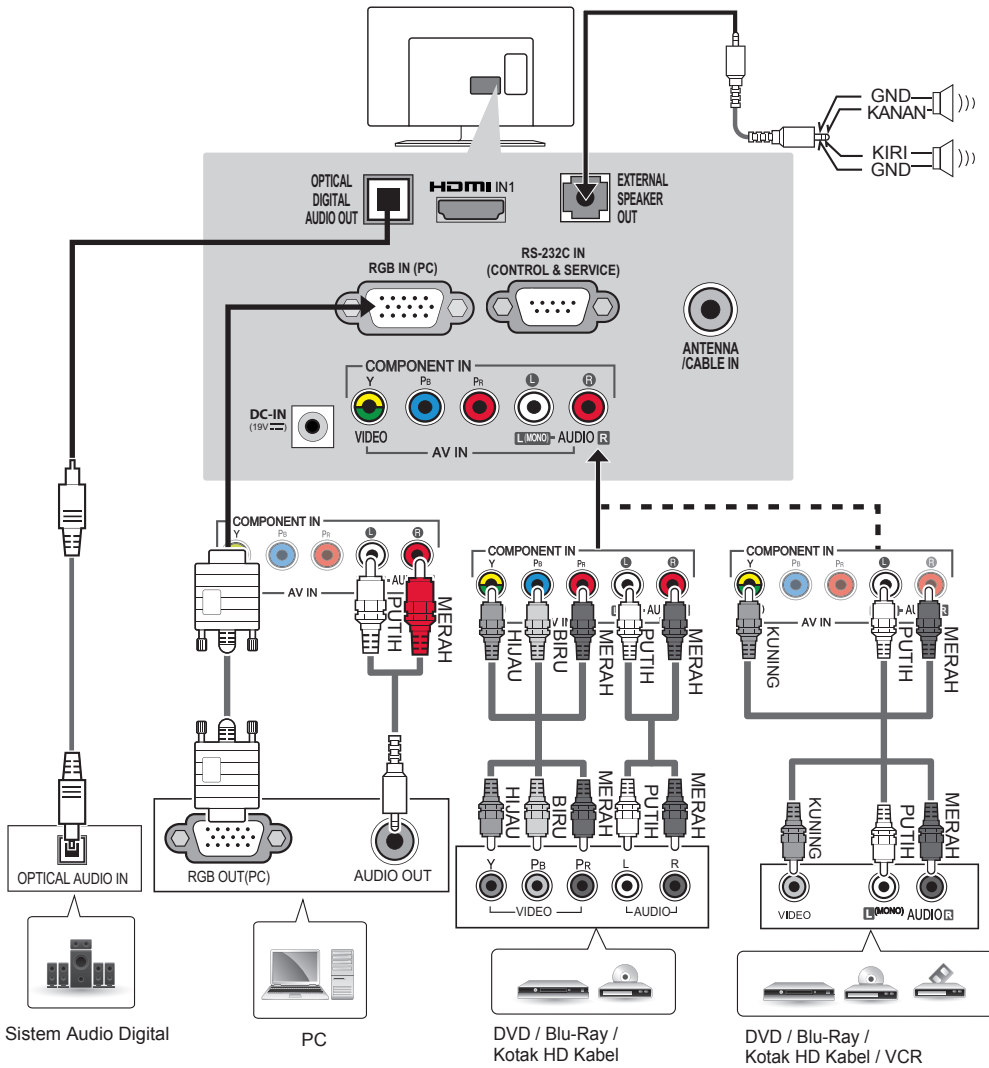 GND
KANAN
KIRI
GND
OPTICAL
DIGITAL
AUDIO OUT
HDMI IN1
EXTERNAL
SPEAKER
OUT
RGB IN (PC)
RS-232C IN
(CONTROL & SERVICE)
ANTENNA
/CABLE IN
COMPONENT IN
Y PB PR L R
DC-IN
(19V)
VIDEO
L(MONO) AUDIO R
AV IN
COMPONENT IN
Y PB PR L R
AV IN
AU
PUTIH
MERAH
COMPONENT IN
Y PB PR L R
AU
HIJAU
BIRU
MERAH
PUTIH
MERAH
COMPONENT IN
Y PB PR L R
AV IN
AU R
KUNING
PUTIH
MERAH
HIJAU
BIRU
MERAH
PUTIH
MERAH
KUNING
PUTIH
MERAH
OPTICAL AUDIO IN
RGB OUT(PC)
AUDIO OUT
Y PB PR L R
VIDEO
AUDIO
VIDEO
L(MONO) AUDIO R
Sistem Audio Digital
PC
DVD / Blu-Ray /
Kotak HD Kabel
DVD / Blu-Ray /
Kotak HD Kabel / VCR